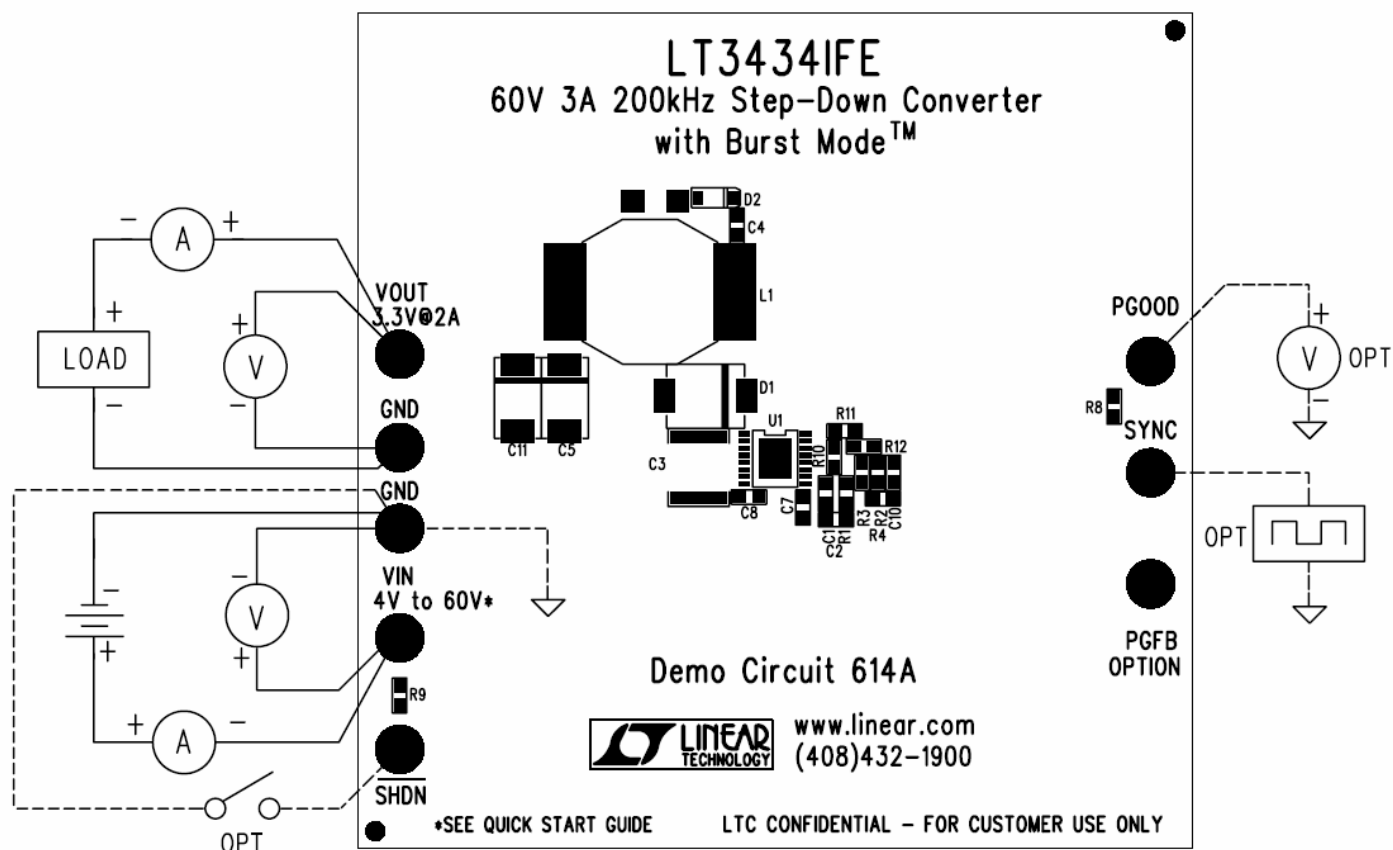 LT3434IFE
60V 3A 200kHz Step-Down Converter
with Burst Mode™
D2
C4
L1
- A +
+
LOAD
-
+
V
-
VOUT
3.3V@2A
GND
GND
VIN
4V to 60V*
D1
C11
C5
C3
U1
C8
C7
R11
R10
R12
C1
C2
R1
R3
R4
R2
C10
PGOOD
R8
SYNC
PGFB
OPTION
+
V
-
OPT
OPT
-
+
-
V
+
+ A -
R9
SHDN
OPT
Demo Circuit 614A
LINEAR
TECHNOLOGY
www.linear.com
(408)432-1900
*SEE QUICK START GUIDE
LTC CONFIDENTIAL - FOR CUSTOMER USE ONLY